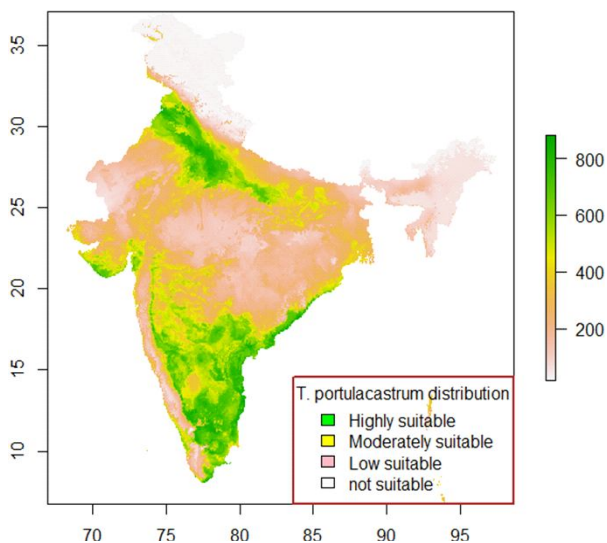 35
30
25
20
15
10
800
600
400
200
T. portulacastrum distribution
Highly suitable
Moderately suitable
Low suitable
not suitable
70 75 80 85 90 95